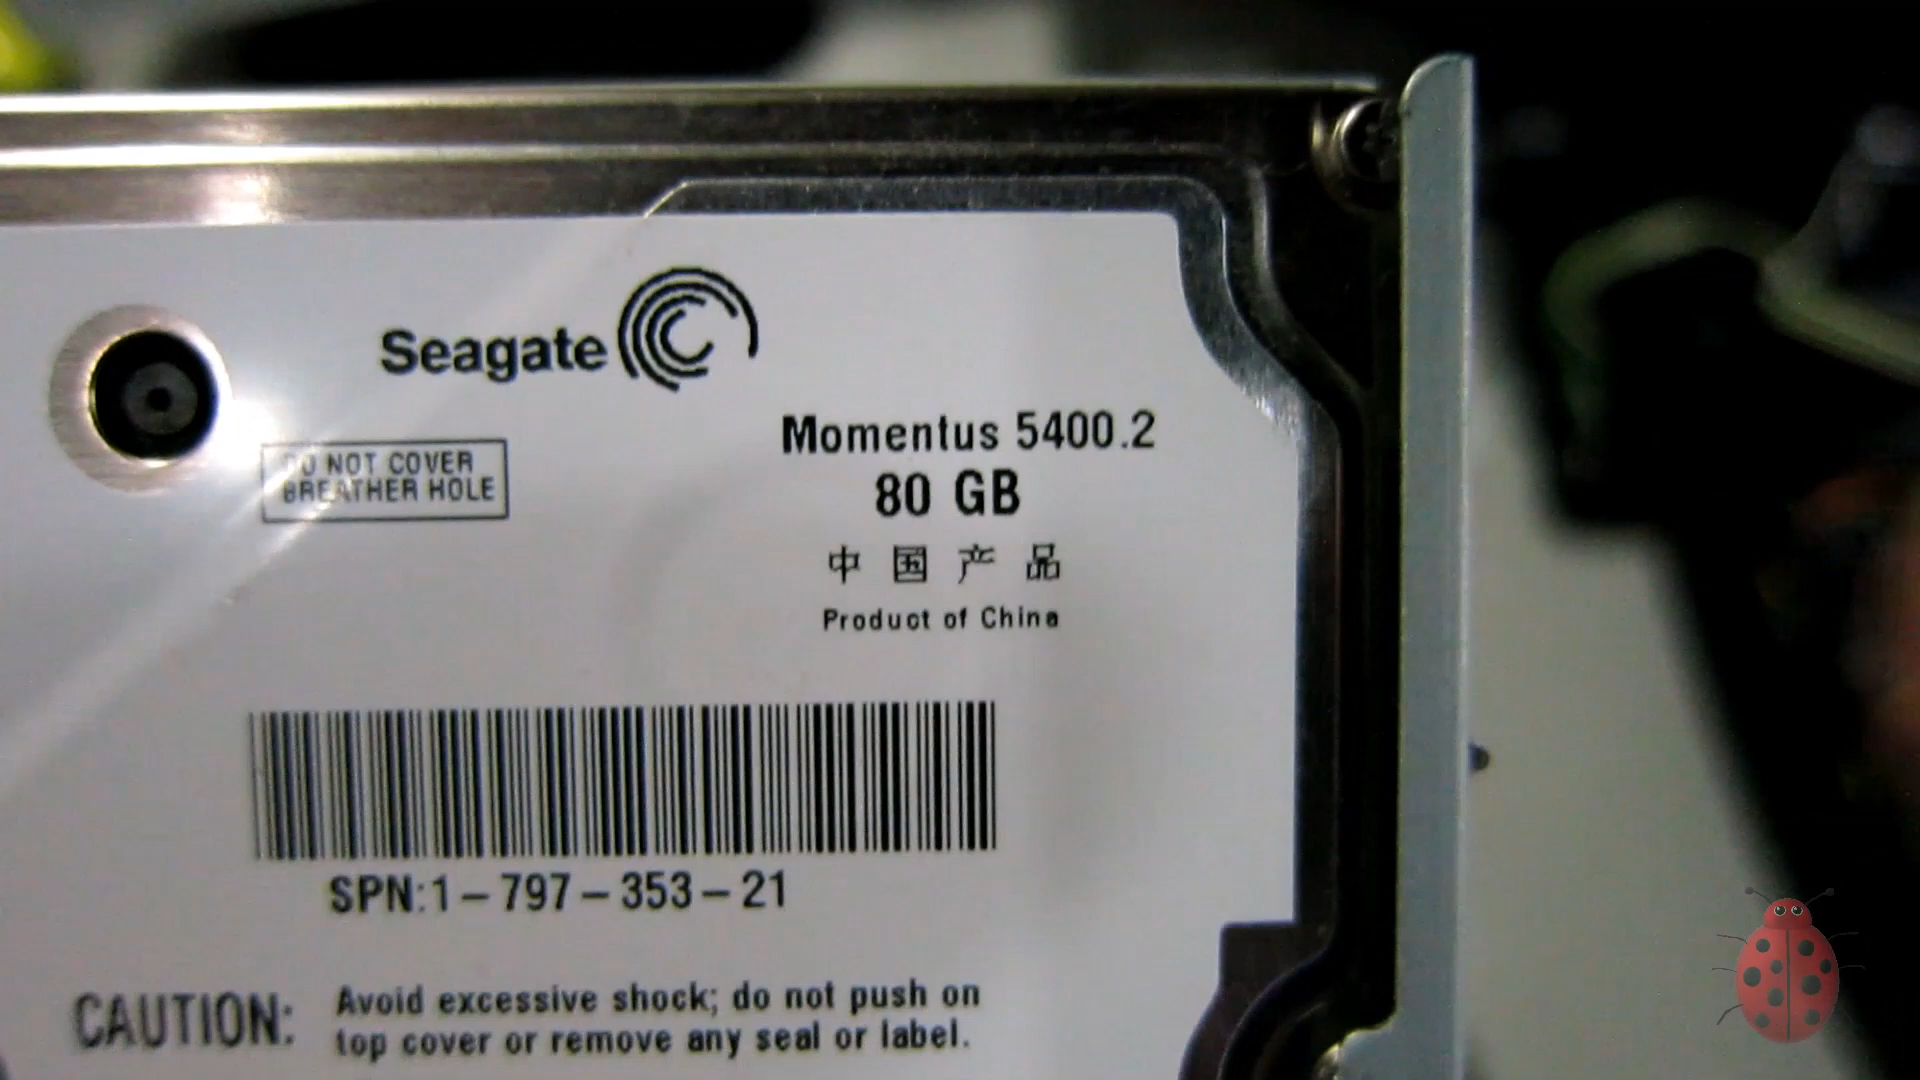 Seagate
DO NOT COVER
BREATHER HOLE
Momentus 5400.2
80 GB
中国产品
Product of China
SPN:1-797-353-21
CAUTION: Avoid excessive shock; do not push on
top cover or remove any seal or label.